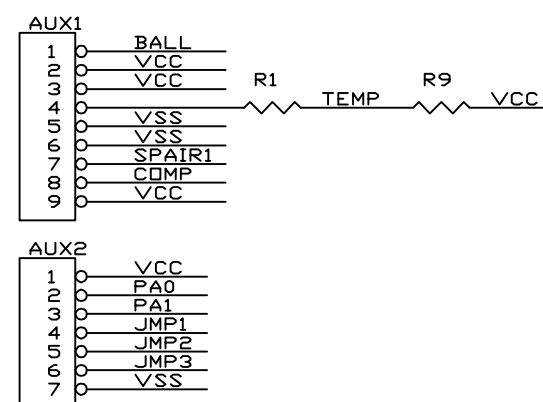 AUX1
1 BALL
2 VCC
3 VCC
4 R1 TEMP R9 VCC
5 VSS
6 VSS
7 SPAIR1
8 COMP
9 VCC
AUX2
1 VCC
2 PA0
3 PA1
4 JMP1
5 JMP2
6 JMP3
7 VSS